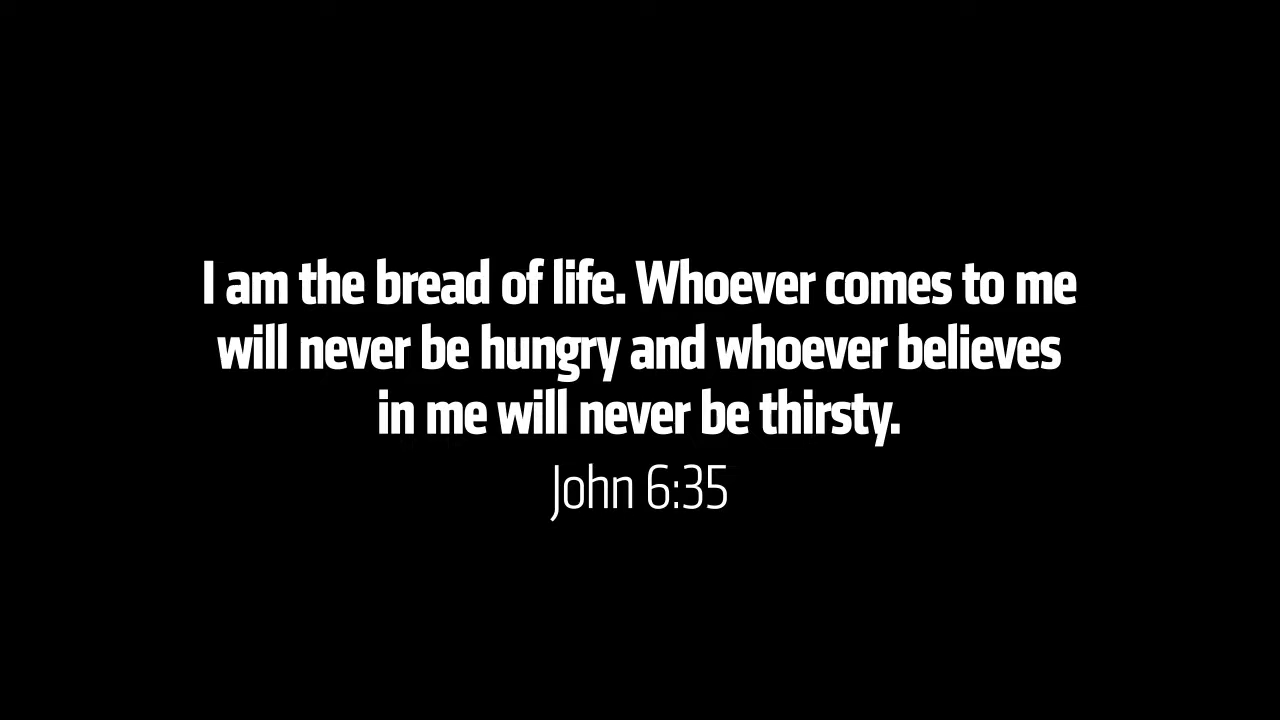 I am the bread of life. Whoever comes to me
will never be hungry and whoever believes
in me will never be thirsty.
John 6:35